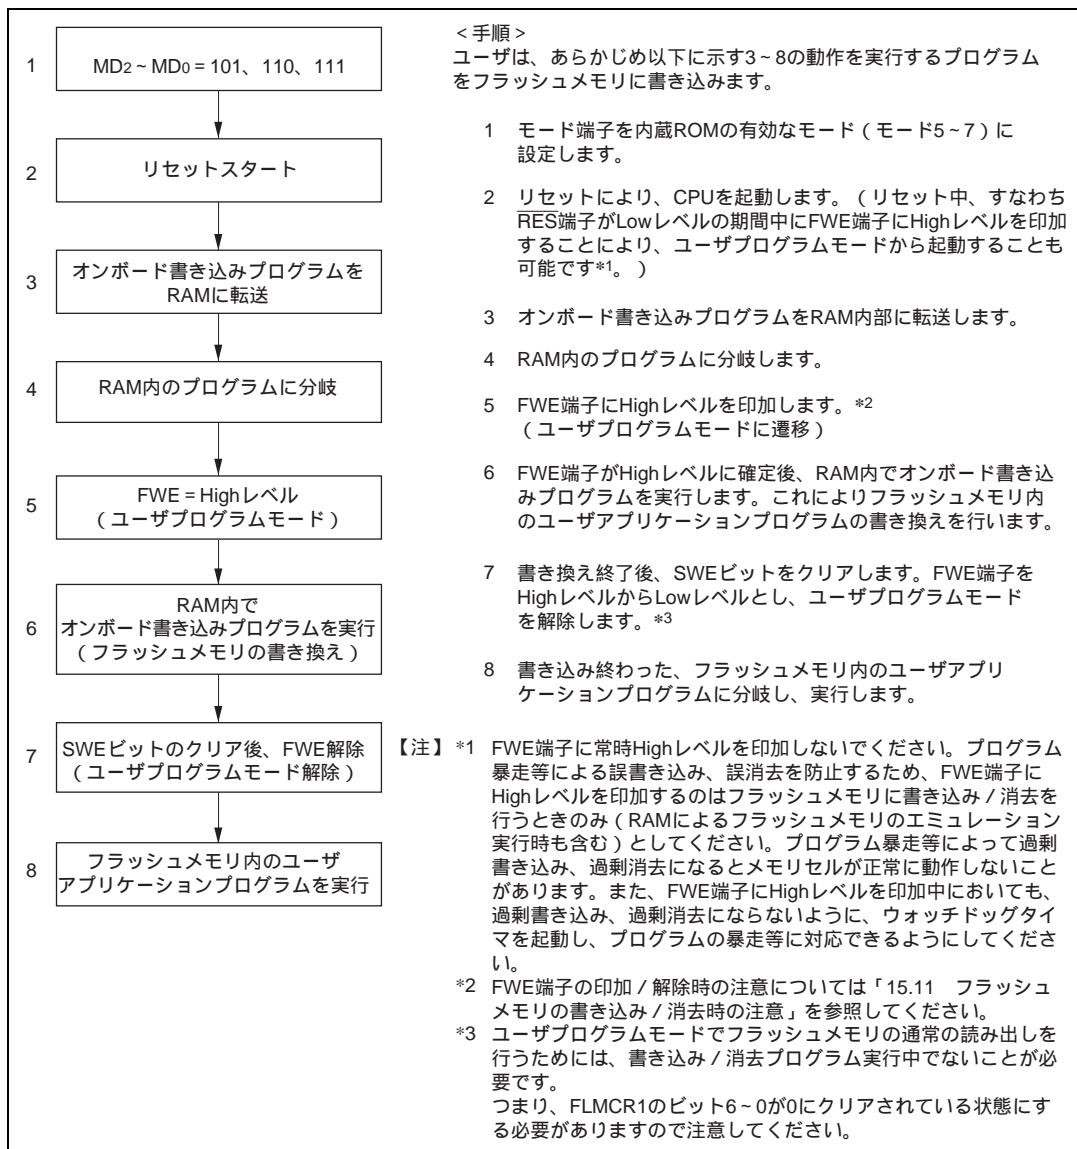 1
MD2～MD0 = 101、110、111
2
リセットスタート
3
オンボード書き込みプログラムを
RAMに転送
4
RAM内のプログラムに分岐
5
FWE = Highレベル
（ユーザプログラムモード）
6
RAM内で
オンボード書き込みプログラムを実行
（フラッシュメモリの書き換え）
7
SWEビットのクリア後、FWE解除
（ユーザプログラムモード解除）
8
フラッシュメモリ内のユーザ
アプリケーションプログラムを実行
＜手順＞
ユーザは、あらかじめ以下に示す3～8の動作を実行するプログラム
をフラッシュメモリに書き込みます。
1 モード端子を内蔵ROMの有効なモード（モード5～7）に
設定します。
2 リセットにより、CPUを起動します。（リセット中、すなわち
RES端子がLowレベルの期間中にFWE端子にHighレベルを印加
することにより、ユーザプログラムモードから起動することも
可能です*1。）
3 オンボード書き込みプログラムをRAM内部に転送します。
4 RAM内のプログラムに分岐します。
5 FWE端子にHighレベルを印加します。*2
（ユーザプログラムモードに遷移）
6 FWE端子がHighレベルに確定後、RAM内でオンボード書き込
みプログラムを実行します。これによりフラッシュメモリ内
のユーザアプリケーションプログラムの書き換えを行います。
7 書き換え終了後、SWEビットをクリアします。FWE端子を
HighレベルからLowレベルとし、ユーザプログラムモード
を解除します。*3
8 書き込み終わった、フラッシュメモリ内のユーザアプリ
ケーションプログラムに分岐し、実行します。
【注】*1 FWE端子に常時Highレベルを印加しないでください。プログラム
暴走等による誤書き込み、誤消去を防止するため、FWE端子に
Highレベルを印加するのはフラッシュメモリに書き込み／消去を
行うときのみ（RAMによるフラッシュメモリのエミュレーション
実行時も含む）としてください。プログラム暴走等によって過剰
書き込み、過剰消去になるとメモリセルが正常に動作しないこと
があります。また、FWE端子にHighレベルを印加中においても、
過剰書き込み、過剰消去にならないように、ウォッチドッグタイ
マを起動し、プログラムの暴走等に対応できるようにしてくださ
い。
*2 FWE端子の印加／解除時の注意については「15.11 フラッシュ
メモリの書き込み／消去時の注意」を参照してください。
*3 ユーザプログラムモードでフラッシュメモリの通常の読み出しを
行うためには、書き込み／消去プログラム実行中でないことが必
要です。
つまり、FLMCR1のビット6～0が0にクリアされている状態にす
る必要がありますので注意してください。